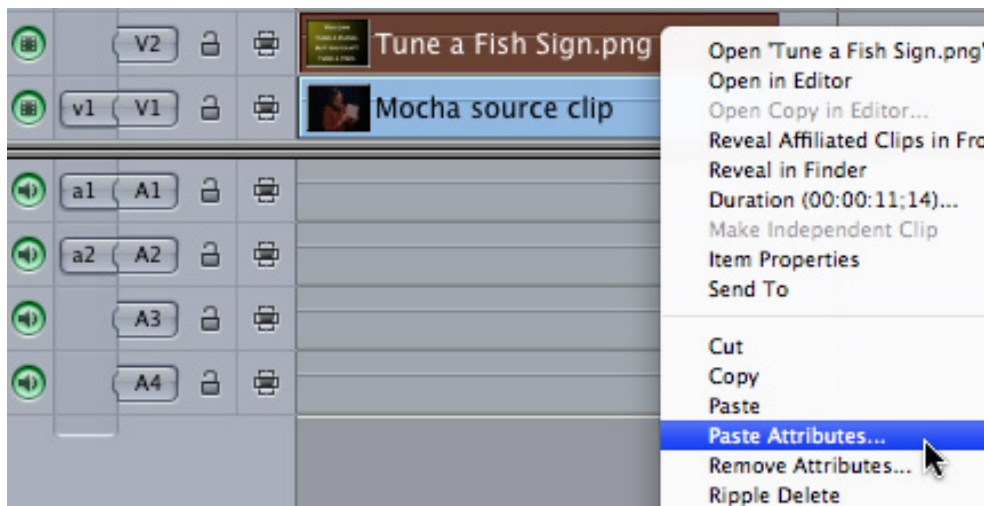 V2
Tune a Fish Sign.png
v1 V1
Mocha source clip
a1 A1
a2 A2
A3
A4
Open "Tune a Fish Sign.png"
Open in Editor
Open Copy in Editor...
Reveal Affiliated Clips in Fro
Reveal in Finder
Duration (00:00:11;14)...
Make Independent Clip
Item Properties
Send To
Cut
Copy
Paste
Paste Attributes...
Remove Attributes...
Ripple Delete